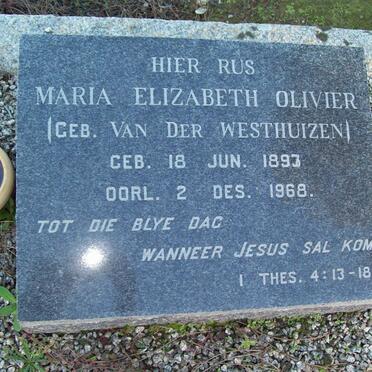 HIER RUS
MARIA ELIZABETH OLIVIER
(GEB. VAN DER WESTHUIZEN)
GEB. 18 JUN. 1893
OORL. 2 DES. 1968.
TOT DIE BLYE DAG
WANNEER JESUS SAL KOM
1 THES. 4:13-18